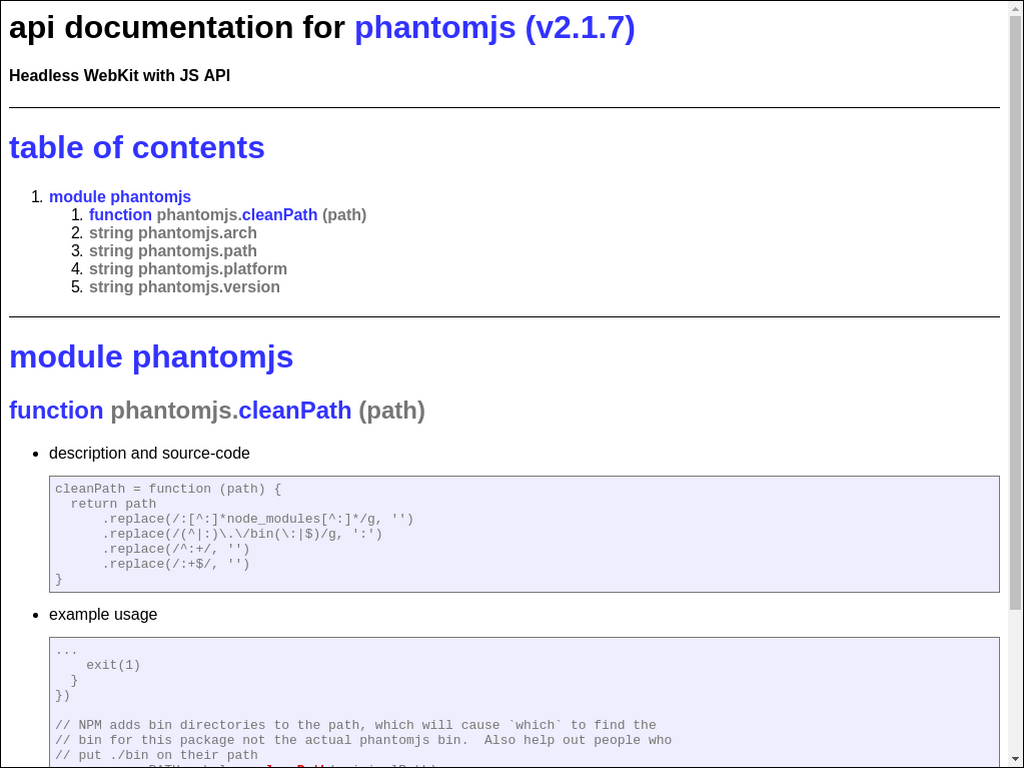 api documentation for phantomjs (v2.1.7)
Headless WebKit with JS API
table of contents
1. module phantomjs
1. function phantomjs.cleanPath (path)
2. string phantomjs.arch
3. string phantomjs.path
4. string phantomjs.platform
5. string phantomjs.version
module phantomjs
function phantomjs.cleanPath (path)
• description and source-code
cleanPath = function (path) {
  return path
      .replace(/:[^:]*node_modules[^:]*/g, '')
      .replace(/(^|:)\.\/bin(\:|$)/g, ':')
      .replace(/^:+/, '')
      .replace(/:+$/, '')
}
• example usage
...
    exit(1)
  }
})
// NPM adds bin directories to the path, which will cause `which` to find the
// bin for this package not the actual phantomjs bin.  Also help out people who
// put ./bin on their path